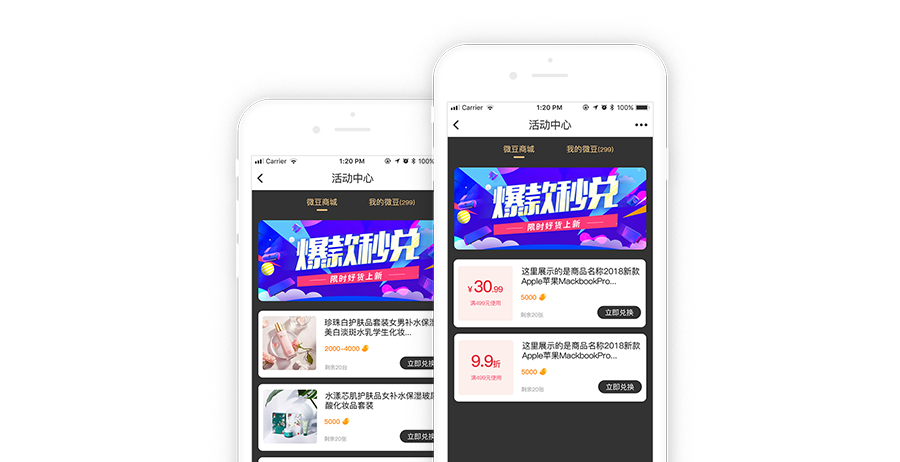 Carrier
1:20 PM
100%
活动中心
微豆商城
我的微豆(299)
爆款秒兑
限时好货上新
珍珠白护肤品套装女男补水保湿
美白淡斑水乳学生化妆...
2000-4000
剩余20台
立即兑换
水漾芯肌护肤品女补水保湿玻尿
酸化妆品套装
5000
剩余20张
立即兑换
Carrier
1:20 PM
100%
活动中心
微豆商城
我的微豆(299)
爆款秒兑
限时好货上新
¥30.99
满499元使用
这里展示的是商品名称2018新款
Apple苹果MackbookPro...
5000
剩余20张
立即兑换
9.9折
满499元使用
这里展示的是商品名称2018新款
Apple苹果MackbookPro...
5000
剩余20张
立即兑换